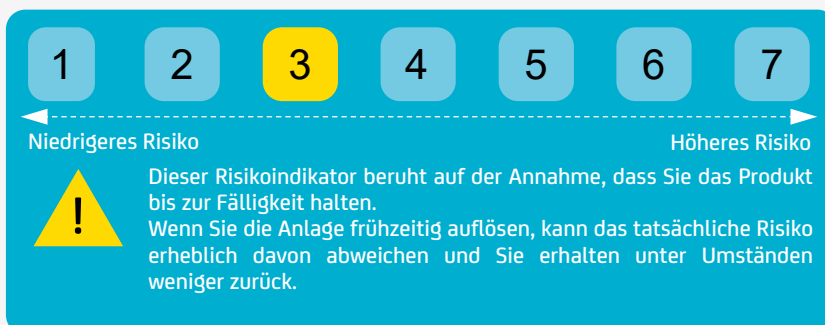 1 2 3 4 5 6 7
Niedrigeres Risiko Höheres Risiko
Dieser Risikoindikator beruht auf der Annahme, dass Sie das Produkt
bis zur Fälligkeit halten.
! Wenn Sie die Anlage frühzeitig auflösen, kann das tatsächliche Risiko
erheblich davon abweichen und Sie erhalten unter Umständen
weniger zurück.